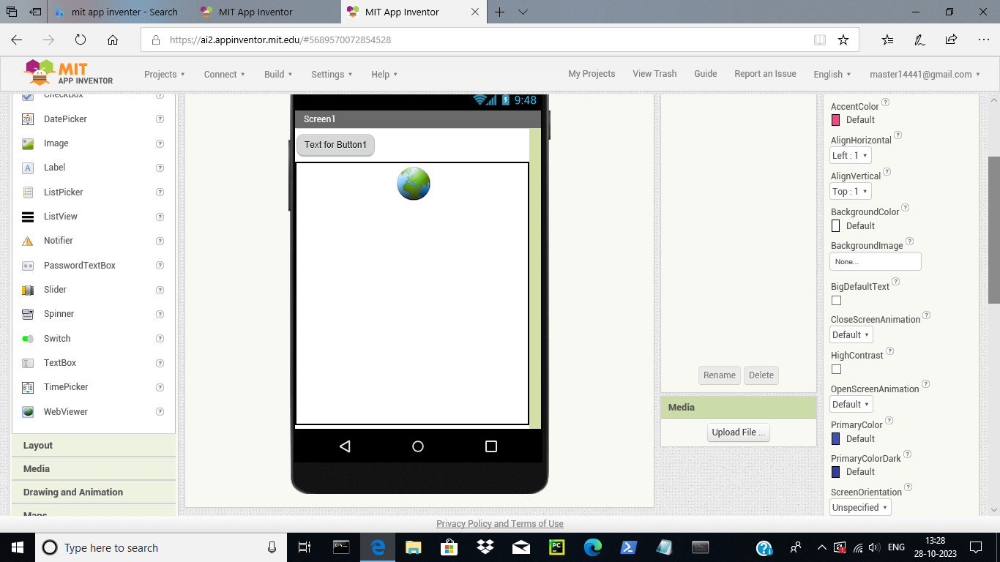 mit app inventer - Search
MIT App Inventor
MIT App Inventor
https://ai2.appinventor.mit.edu/#5689570072854528
MIT
APP INVENTOR
Projects
Connect
Build
Settings
Help
My Projects
View Trash
Guide
Report an Issue
English
master14441@gmail.com
CheckBox
DatePicker
Image
Label
ListPicker
ListView
Notifier
PasswordTextBox
Slider
Spinner
Switch
TextBox
TimePicker
WebViewer
Layout
Media
Drawing and Animation
Maps
9:48
Screen1
Text for Button1
Rename
Delete
Media
Upload File ...
AccentColor
Default
AlignHorizontal
Left : 1
AlignVertical
Top : 1
BackgroundColor
Default
BackgroundImage
None...
BigDefaultText
CloseScreenAnimation
Default
HighContrast
OpenScreenAnimation
Default
PrimaryColor
Default
PrimaryColorDark
Default
ScreenOrientation
Unspecified
Privacy Policy and Terms of Use
Type here to search
ENG
13:28
28-10-2023